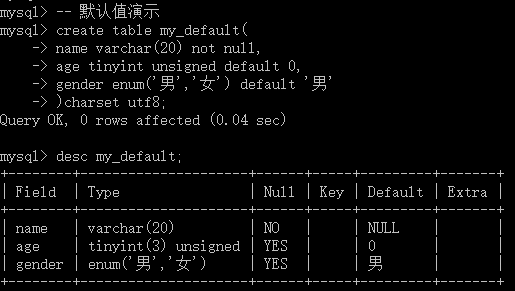 mysql> -- 默认值演示
mysql> create table my_default(
    -> name varchar(20) not null,
    -> age tinyint unsigned default 0,
    -> gender enum('男','女') default '男'
    -> )charset utf8;
Query OK, 0 rows affected (0.04 sec)
mysql> desc my_default;
+--------+---------------------+------+-----+---------+-------+
| Field  | Type                | Null | Key | Default | Extra |
+--------+---------------------+------+-----+---------+-------+
| name   | varchar(20)         | NO   |     | NULL    |       |
| age    | tinyint(3) unsigned | YES  |     | 0       |       |
| gender | enum('男','女')     | YES  |     | 男      |       |
+--------+---------------------+------+-----+---------+-------+